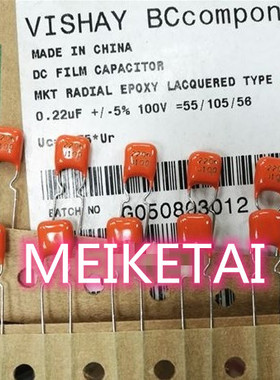 VISHAY BCcompon
MADE IN CHINA
DC FILM CAPACITOR
MKT RADIAL EPOXY LACQUERED TYPE
0.22uF +/-5% 100V =55/105/56
*Ur
BATCH No
G050803012
MEIKETAI